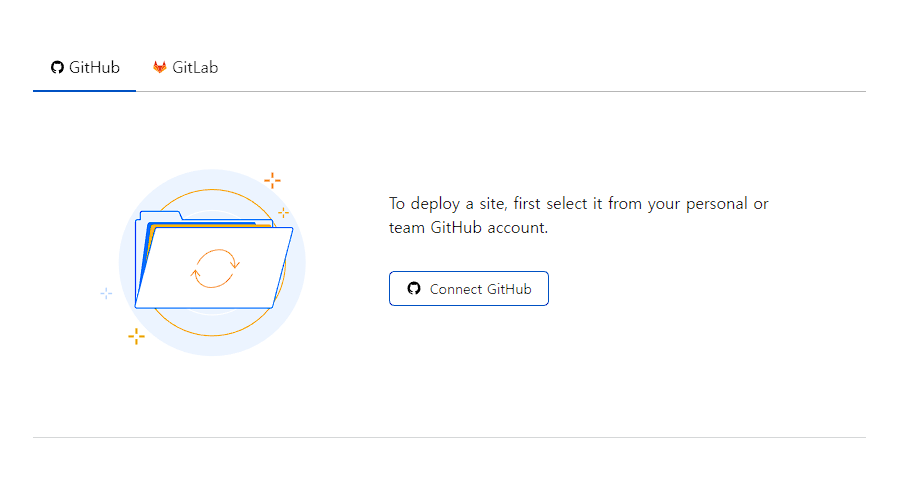 GitHub
GitLab
To deploy a site, first select it from your personal or
team GitHub account.
Connect GitHub